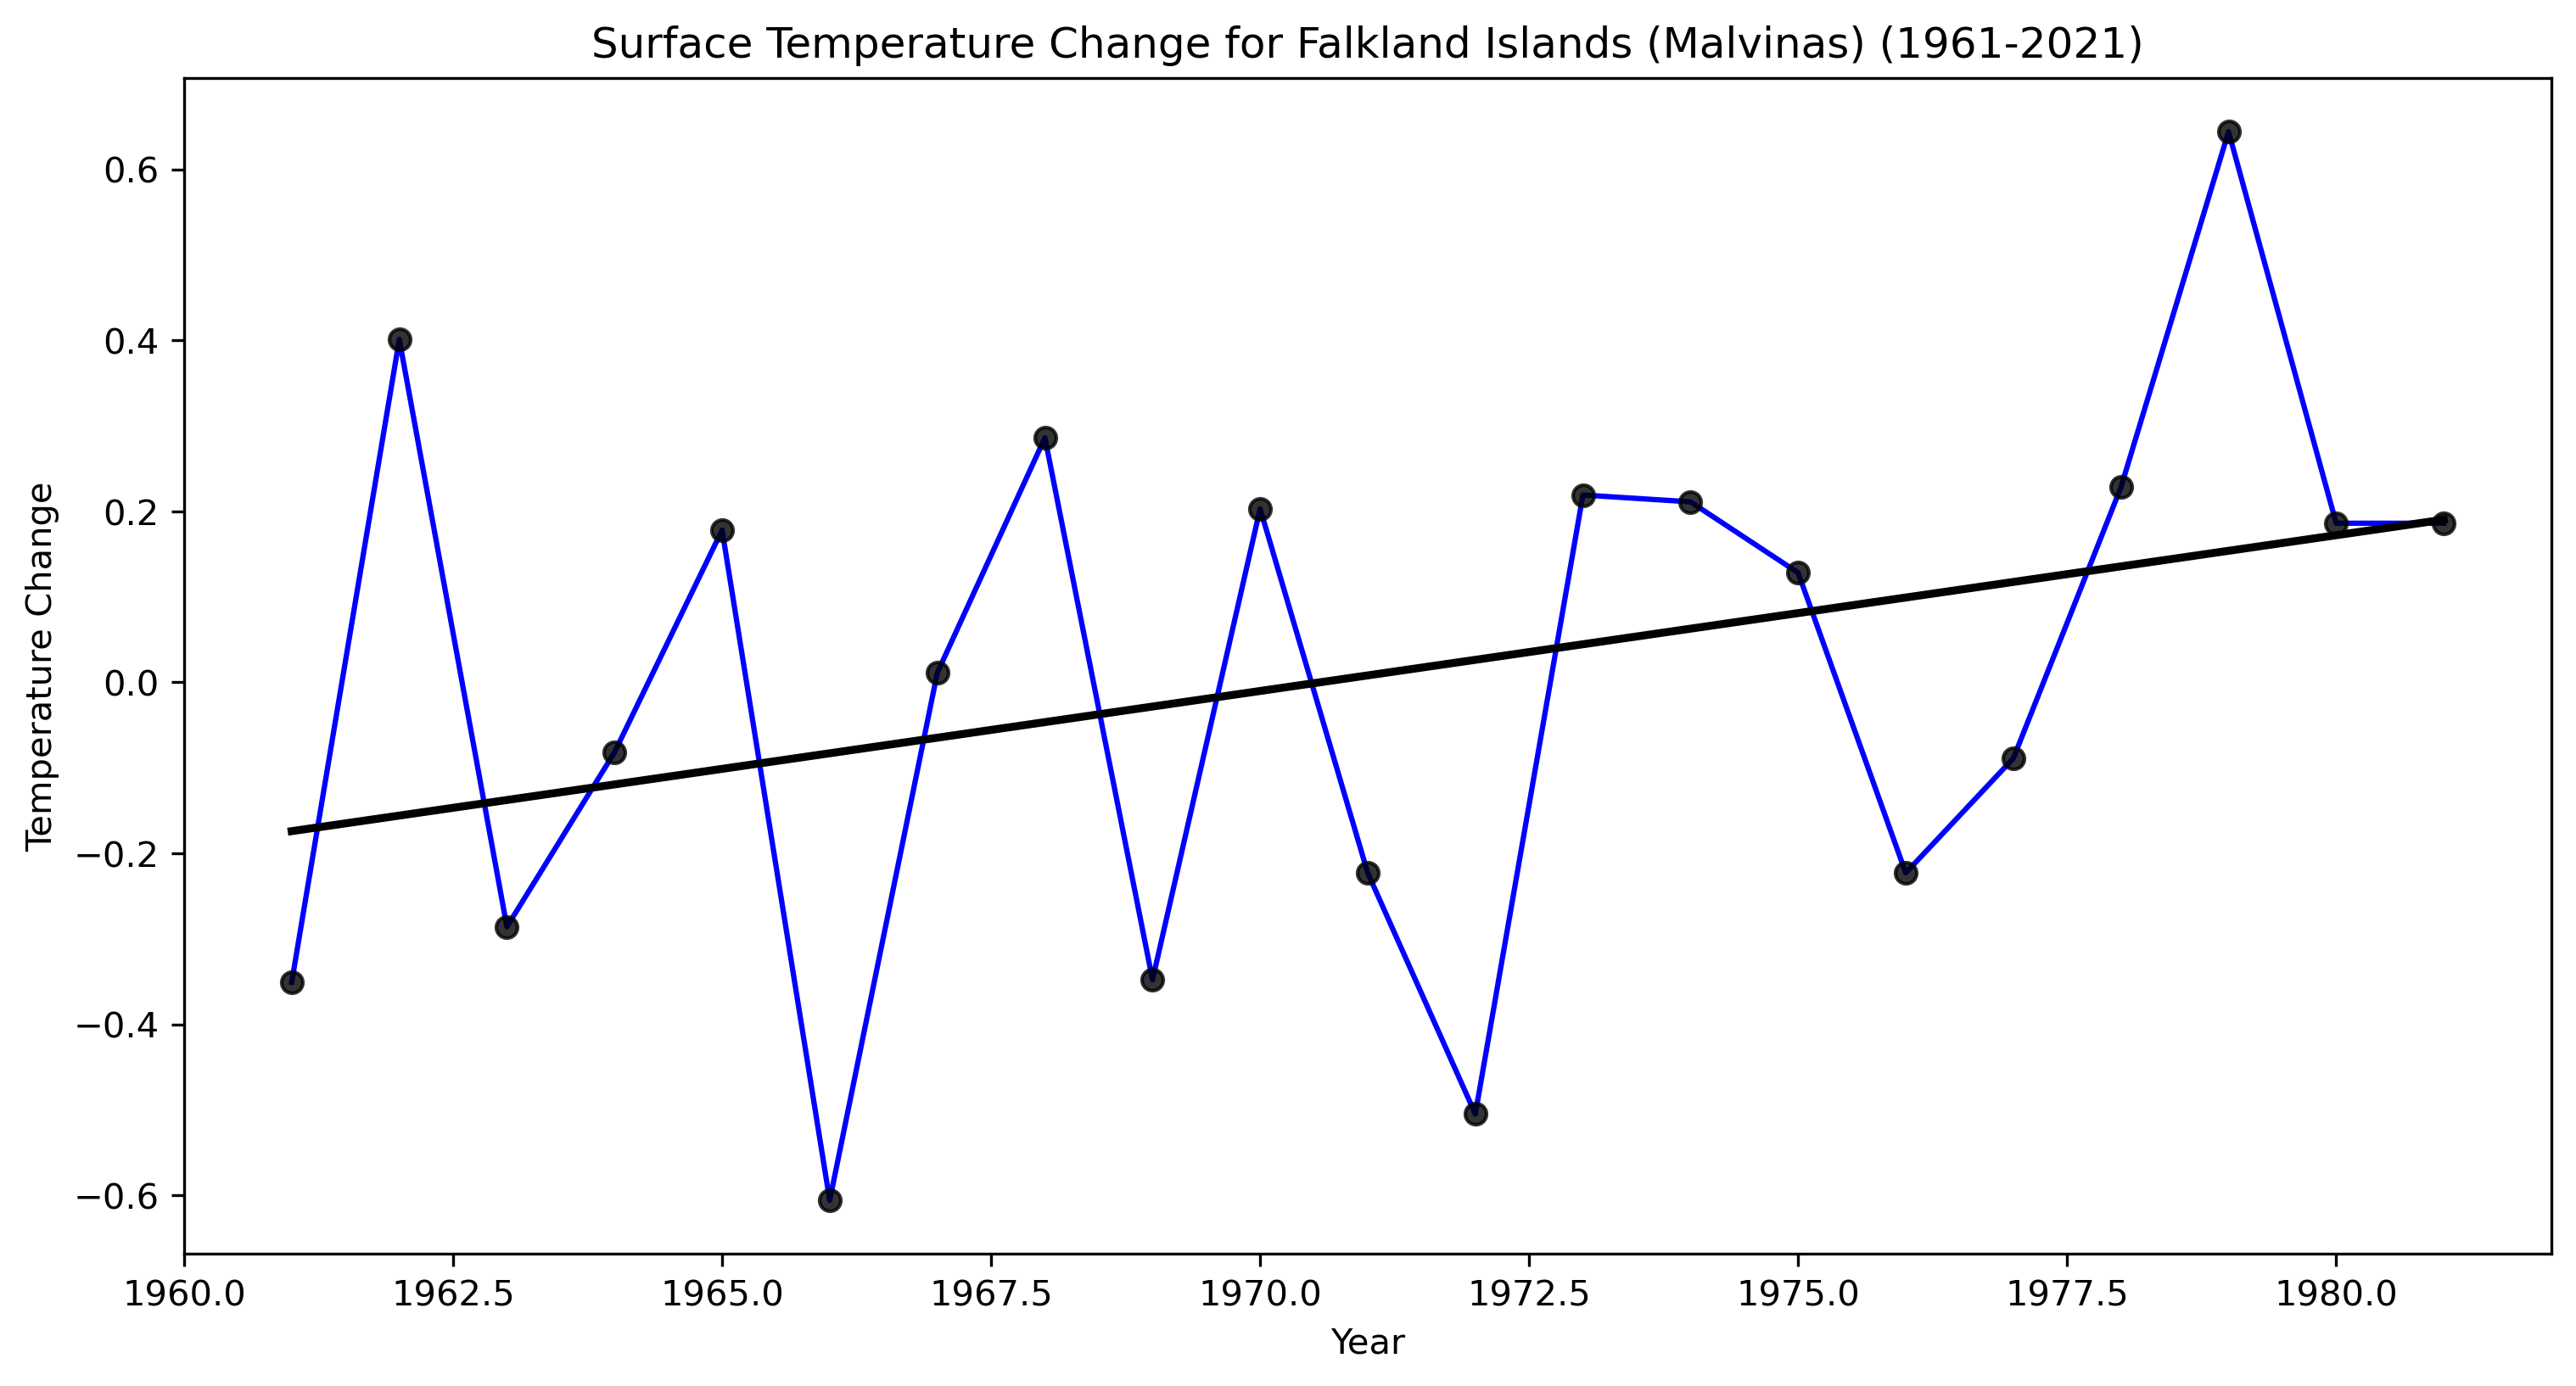 Surface Temperature Change for Falkland Islands (Malvinas) (1961-2021)
Temperature Change
0.6
0.4
0.2
0.0
−0.2
−0.4
−0.6
1960.0 1962.5 1965.0 1967.5 1970.0 1972.5 1975.0 1977.5 1980.0
Year